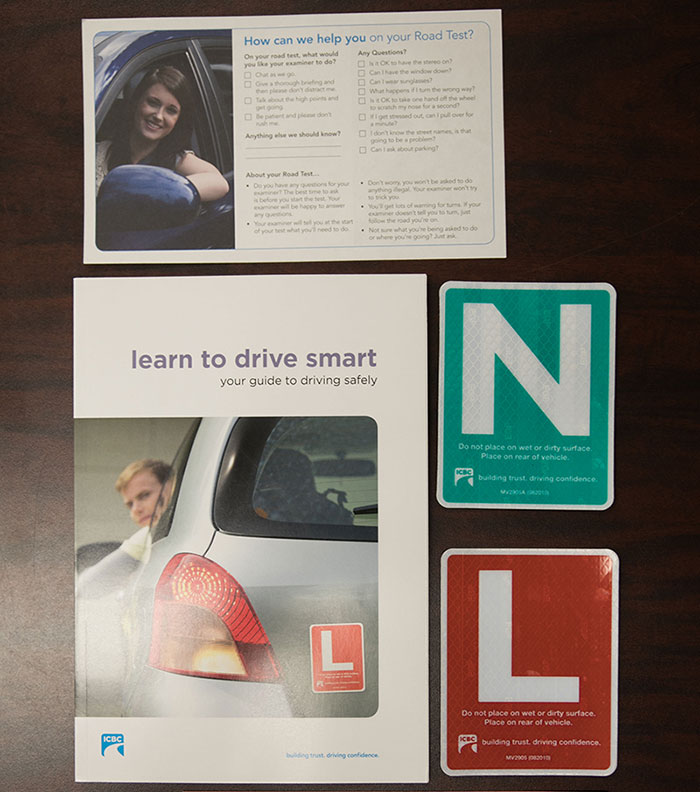 How can we help you on your Road Test?
On your road test, what would
you like your examiner to do?
Chat as we go.
Give a thorough briefing and
then please don't distract me.
Talk about the high points and
get going.
Be patient and please don't
rush me.
Anything else we should know?
Any Questions?
Is it OK to have the stereo on?
Can I have the window down?
Can I wear sunglasses?
What happens if I turn the wrong way?
Is it OK to take one hand off the wheel
to scratch my nose for a second?
If I get stressed out, can I pull over for
a minute?
I don't know the street names, is that
going to be a problem?
Can I ask about parking?
About your Road Test...
• Do you have any questions for your
examiner? The best time to ask
is before you start the test. Your
examiner will be happy to answer
any questions.
• Your examiner will tell you at the start
of your test what you'll need to do.
• Don't worry, you won't be asked to do
anything illegal. Your examiner won't try
to trick you.
• You'll get lots of warning for turns. If your
examiner doesn't tell you to turn, just
follow the road you're on.
• Not sure what you're being asked to do
or where you're going? Just ask.
learn to drive smart
your guide to driving safely
L
ICBC
building trust. driving confidence.
N
Do not place on wet or dirty surface.
Place on rear of vehicle.
ICBC
building trust. driving confidence.
MV2905A (082010)
L
Do not place on wet or dirty surface.
Place on rear of vehicle.
ICBC
building trust. driving confidence.
MV2905 (082010)